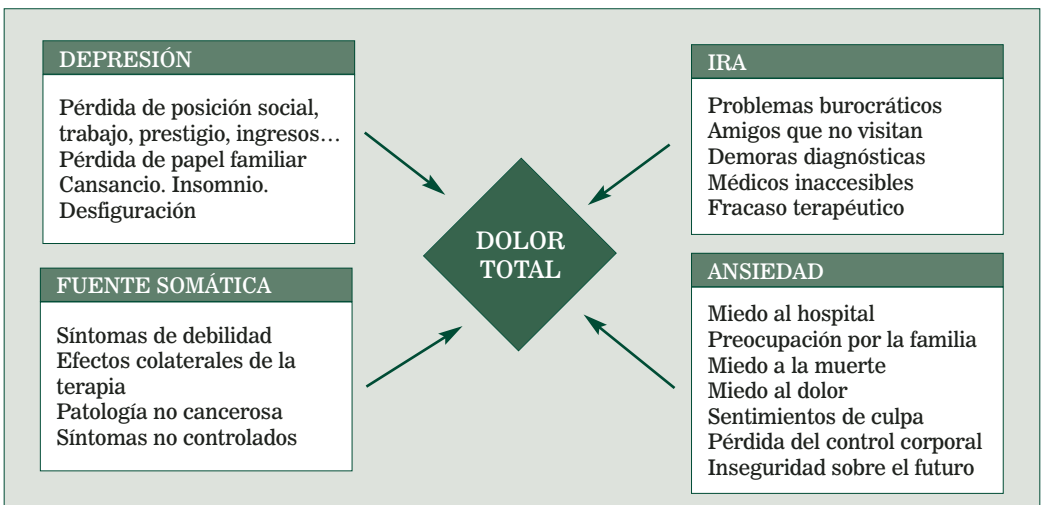 DEPRESIÓN
Pérdida de posición social,
trabajo, prestigio, ingresos…
Pérdida de papel familiar
Cansancio. Insomnio.
Desfiguración
FUENTE SOMÁTICA
Síntomas de debilidad
Efectos colaterales de la
terapia
Patología no cancerosa
Síntomas no controlados
DOLOR
TOTAL
IRA
Problemas burocráticos
Amigos que no visitan
Demoras diagnósticas
Médicos inaccesibles
Fracaso terapéutico
ANSIEDAD
Miedo al hospital
Preocupación por la familia
Miedo a la muerte
Miedo al dolor
Sentimientos de culpa
Pérdida del control corporal
Inseguridad sobre el futuro